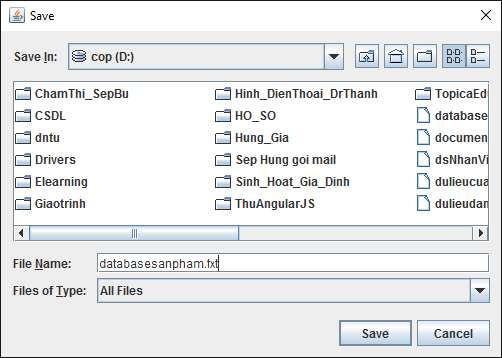 Save
Save In:
cop (D:)
ChamThi_SepBu
CSDL
dntu
Drivers
Elearning
Giaotrinh
Hinh_DienThoai_DrThanh
HO_SO
Hung_Gia
Sep Hung goi mail
Sinh_Hoat_Gia_Dinh
ThuAngularJS
TopicaEdu
database
documen
dsNhanVi
dulieucua
dulieudan
File Name:
databasesanpham.txt
Files of Type:
All Files
Save
Cancel